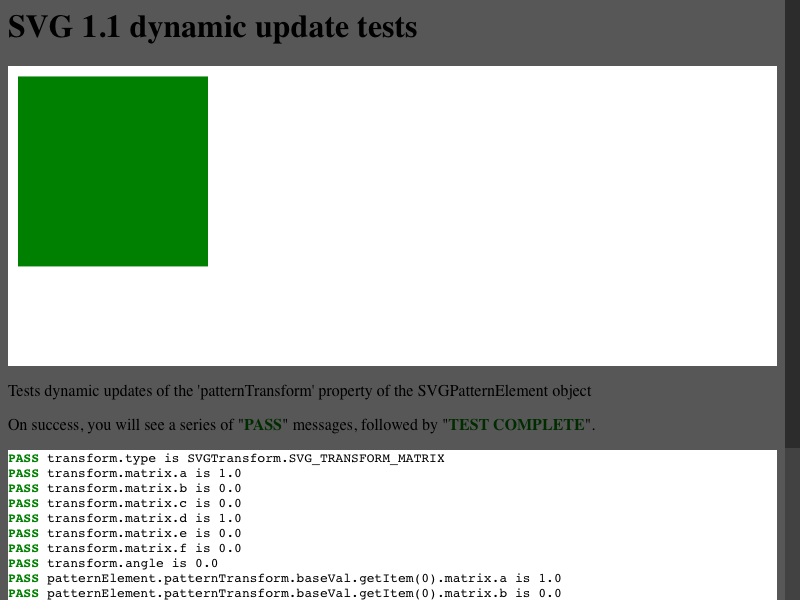 SVG 1.1 dynamic update tests
Tests dynamic updates of the 'patternTransform' property of the SVGPatternElement object
On success, you will see a series of "PASS" messages, followed by "TEST COMPLETE".
PASS transform.type is SVGTransform.SVG_TRANSFORM_MATRIX
PASS transform.matrix.a is 1.0
PASS transform.matrix.b is 0.0
PASS transform.matrix.c is 0.0
PASS transform.matrix.d is 1.0
PASS transform.matrix.e is 0.0
PASS transform.matrix.f is 0.0
PASS transform.angle is 0.0
PASS patternElement.patternTransform.baseVal.getItem(0).matrix.a is 1.0
PASS patternElement.patternTransform.baseVal.getItem(0).matrix.b is 0.0